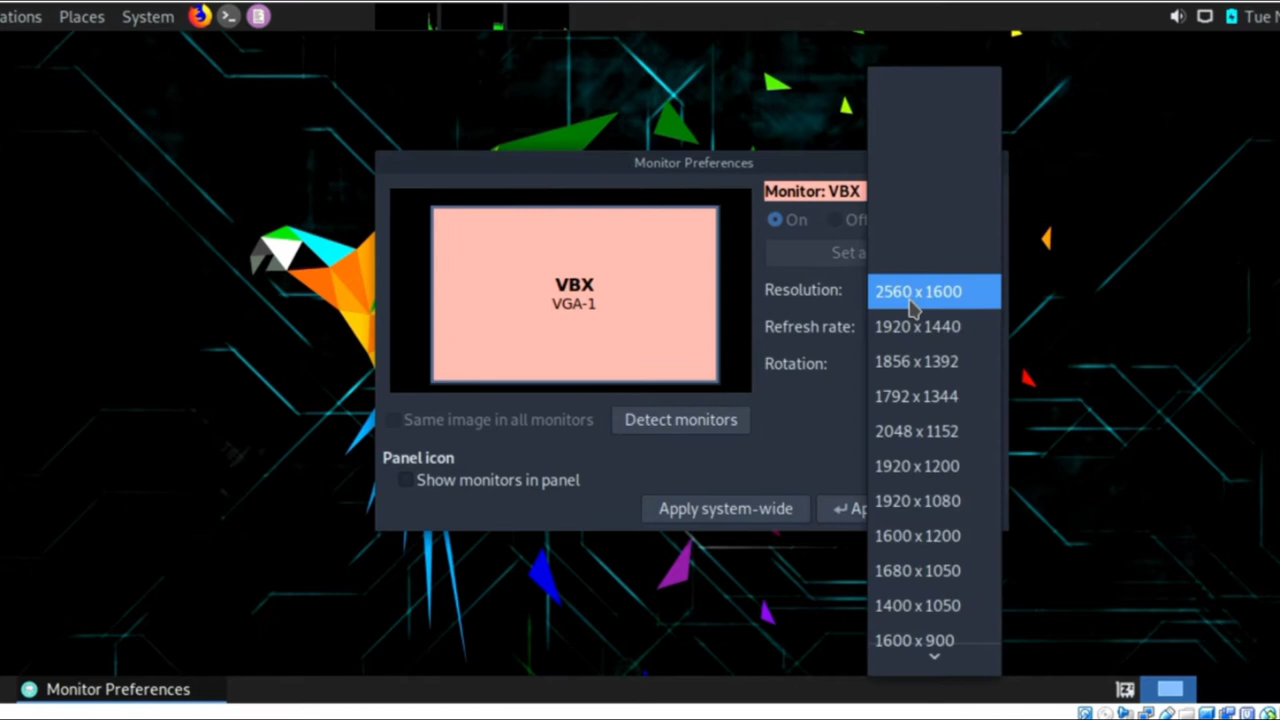 ations Places System
Tue
Monitor Preferences
Monitor: VBX
On Off
Set a
VBX
VGA-1
Resolution:
Refresh rate:
Rotation:
2560 x 1600
1920 x 1440
1856 x 1392
1792 x 1344
2048 x 1152
1920 x 1200
1920 x 1080
1600 x 1200
1680 x 1050
1400 x 1050
1600 x 900
Same image in all monitors
Detect monitors
Panel icon
Show monitors in panel
Apply system-wide
Ap
Monitor Preferences